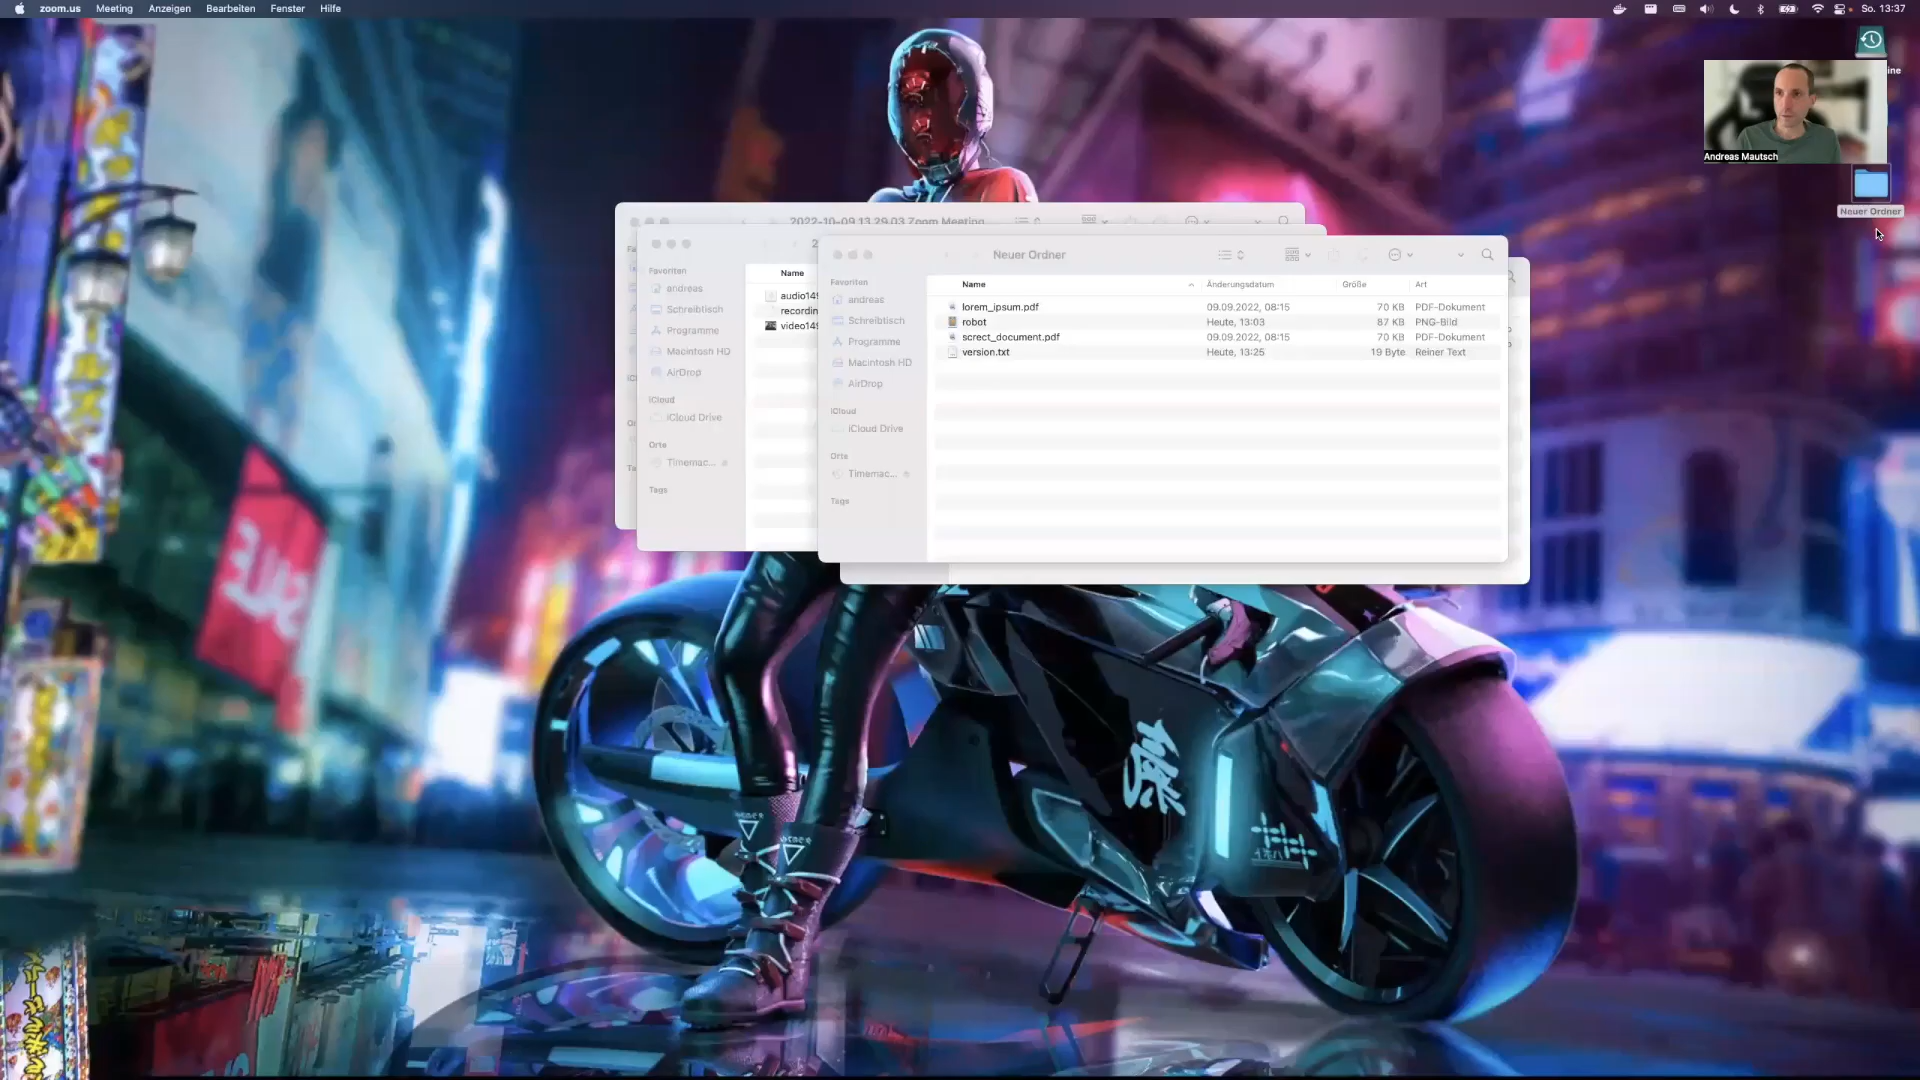 zoom.us Meeting Anzeigen Bearbeiten Fenster Hilfe
So. 13:37
ine
Andreas Mautsch
Neuer Ordner
2022-10-09 13.29.03 Zoom Meeting
Favoriten
andreas
Schreibtisch
Programme
Macintosh HD
AirDrop
iCloud
iCloud Drive
Orte
Timemac...
Tags
Name
audio149
recordin
video149
Neuer Ordner
Favoriten
andreas
Schreibtisch
Programme
Macintosh HD
AirDrop
iCloud
iCloud Drive
Orte
Timemac...
Tags
Name Änderungsdatum Größe Art
lorem_ipsum.pdf 09.09.2022, 08:15 70 KB PDF-Dokument
robot Heute, 13:03 87 KB PNG-Bild
screct_document.pdf 09.09.2022, 08:15 70 KB PDF-Dokument
version.txt Heute, 13:25 19 Byte Reiner Text